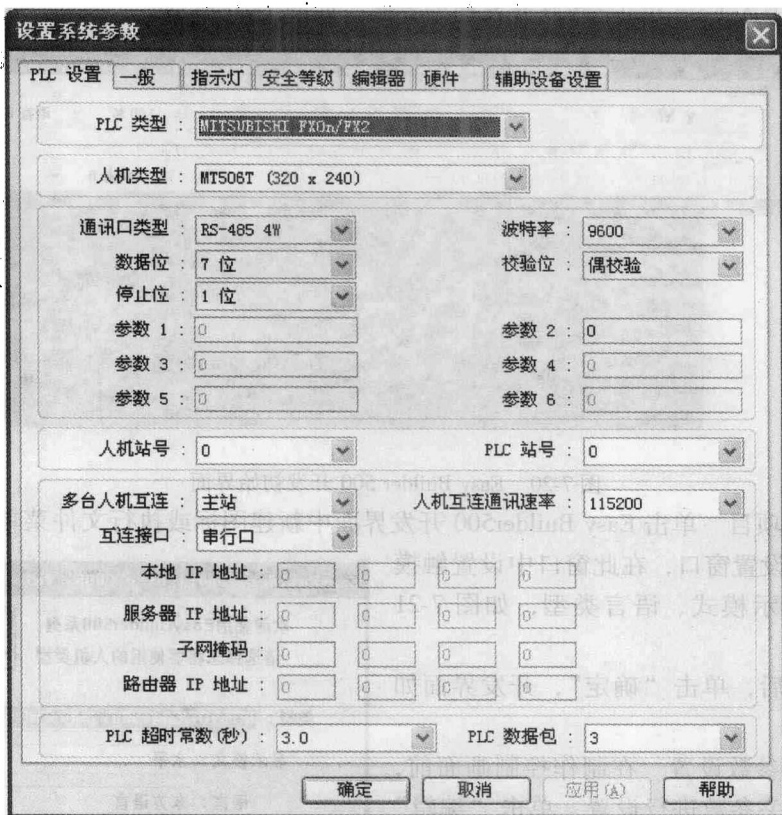 设置系统参数
PLC 设置 一般 指示灯 安全等级 编辑器 硬件 辅助设备设置
PLC 类型 : MITSUBISHI FX0n/FX2
人机类型 : MT506T (320 x 240)
通讯口类型 : RS-485 4W 波特率 : 9600
数据位 : 7 位 校验位 : 偶校验
停止位 : 1 位
参数 1 : 0 参数 2 : 0
参数 3 : 0 参数 4 : 0
参数 5 : 0 参数 6 : 0
人机站号 : 0 PLC 站号 : 0
多台人机互连 : 主站 人机互连通讯速率 : 115200
互连接口 : 串行口
本地 IP 地址 : 0 0 0 0
服务器 IP 地址 : 0 0 0 0
子网掩码 : 0 0 0 0
路由器 IP 地址 : 0 0 0 0
PLC 超时常数(秒) : 3.0 PLC 数据包 : 3
确定 取消 应用(A) 帮助